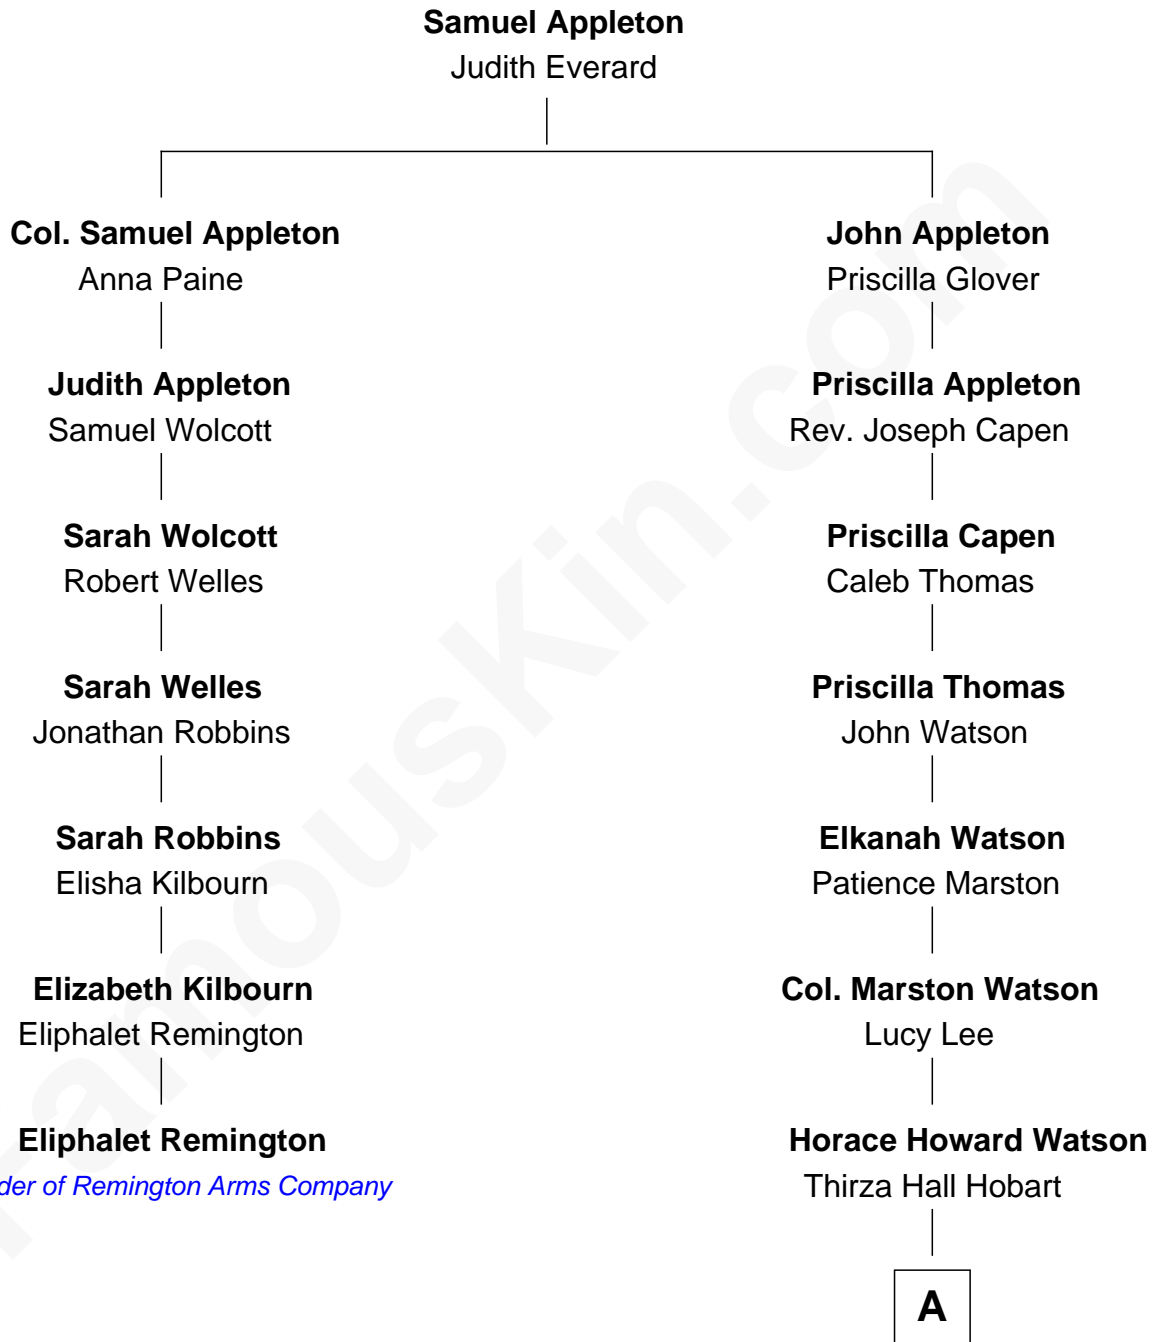 Samuel Appleton
Judith Everard
Col. Samuel Appleton
Anna Paine
John Appleton
Priscilla Glover
Judith Appleton
Samuel Wolcott
Priscilla Appleton
Rev. Joseph Capen
Sarah Wolcott
Robert Welles
Priscilla Capen
Caleb Thomas
Sarah Welles
Jonathan Robbins
Priscilla Thomas
John Watson
Sarah Robbins
Elisha Kilbourn
Elkanah Watson
Patience Marston
Elizabeth Kilbourn
Eliphalet Remington
Col. Marston Watson
Lucy Lee
Eliphalet Remington
der of Remington Arms Company
Horace Howard Watson
Thirza Hall Hobart
A
FamousKin.com